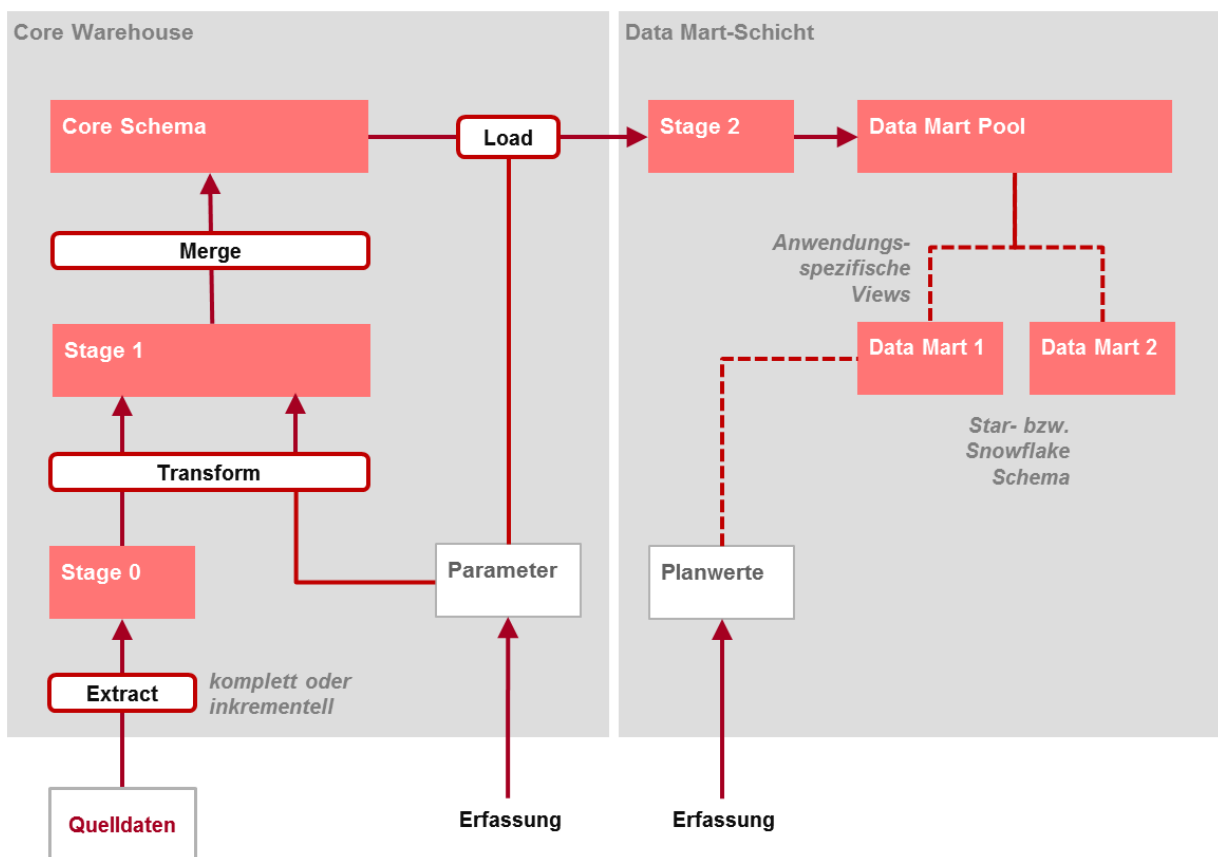 Core Warehouse
Data Mart-Schicht
Core Schema
Load
Stage 2
Data Mart Pool
Merge
Anwendungs-
spezifische
Views
Stage 1
Data Mart 1
Data Mart 2
Star- bzw.
Snowflake
Schema
Transform
Stage 0
Parameter
Planwerte
Extract
komplett oder
inkrementell
Quelldaten
Erfassung
Erfassung